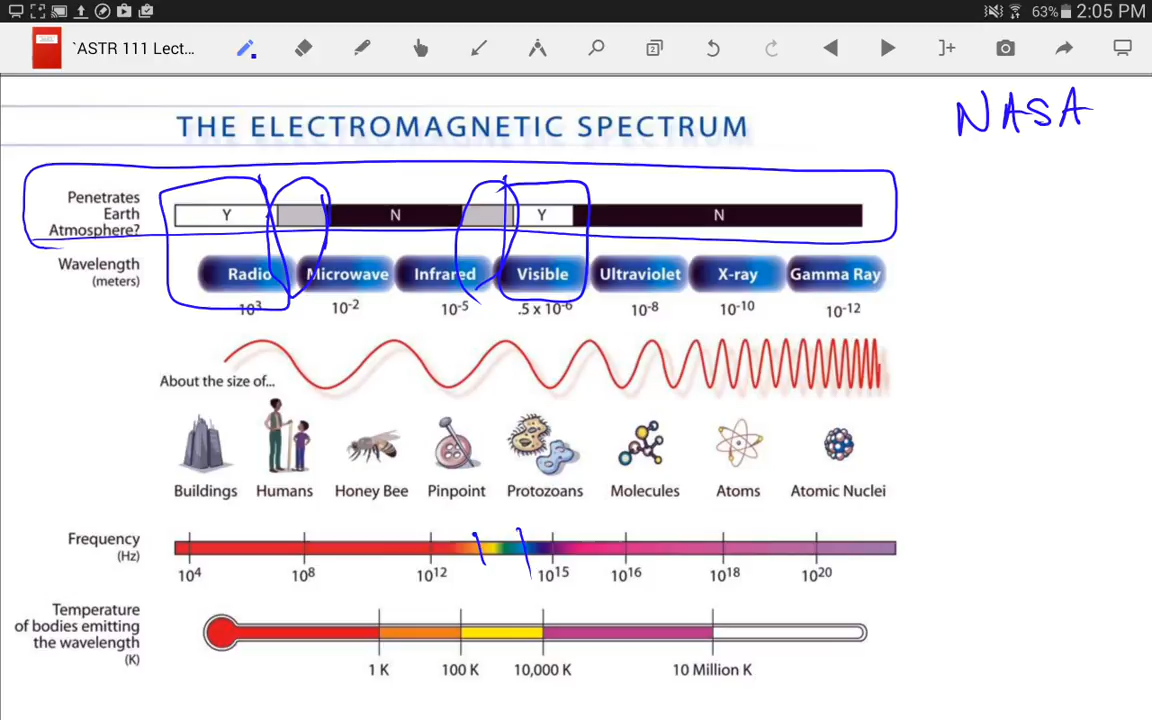 63% 2:05 PM
`ASTR 111 Lect...
2
NASA
THE ELECTROMAGNETIC SPECTRUM
Penetrates
Earth
Atmosphere?
Y N Y N
Wavelength
(meters)
Radio Microwave Infrared Visible Ultraviolet X-ray Gamma Ray
10³ 10⁻² 10⁻⁵ .5 x 10⁻⁶ 10⁻⁸ 10⁻¹⁰ 10⁻¹²
About the size of...
Buildings Humans Honey Bee Pinpoint Protozoans Molecules Atoms Atomic Nuclei
Frequency
(Hz)
10⁴ 10⁸ 10¹² 10¹⁵ 10¹⁶ 10¹⁸ 10²⁰
Temperature
of bodies emitting
the wavelength
(K)
1 K 100 K 10,000 K 10 Million K